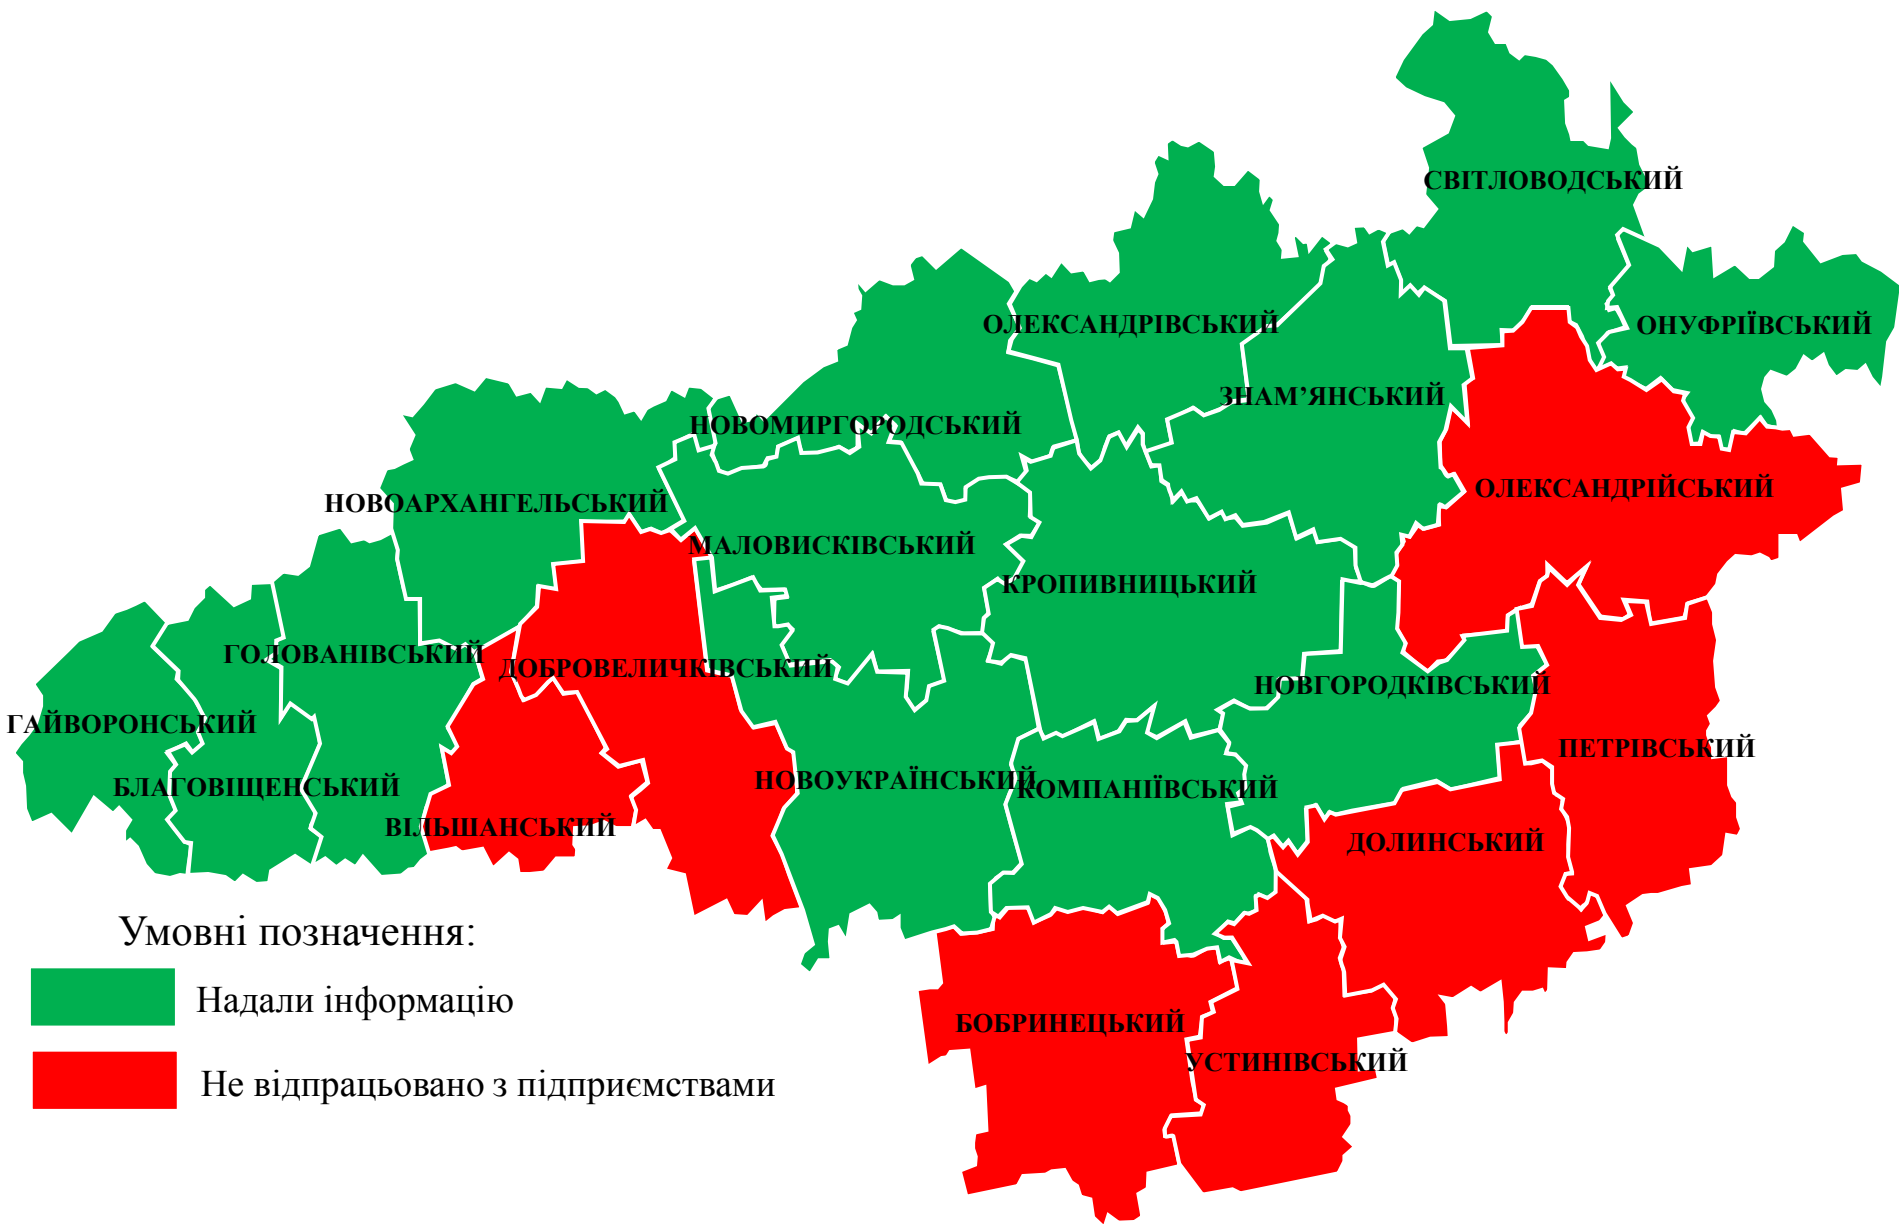 СВІТЛОВОДСЬКИЙ
ОЛЕКСАНДРІВСЬКИЙ
ОНУФРІЇВСЬКИЙ
ЗНАМ’ЯНСЬКИЙ
НОВОМИРГОРОДСЬКИЙ
НОВОАРХАНГЕЛЬСЬКИЙ
ОЛЕКСАНДРІЙСЬКИЙ
МАЛОВИСКІВСЬКИЙ
КРОПИВНИЦЬКИЙ
ГОЛОВАНІВСЬКИЙ
ДОБРОВЕЛИЧКІВСЬКИЙ
НОВГОРОДКІВСЬКИЙ
ГАЙВОРОНСЬКИЙ
ПЕТРІВСЬКИЙ
БЛАГОВІЩЕНСЬКИЙ
НОВОУКРАЇНСЬКИЙ
КОМПАНІЇВСЬКИЙ
ВІЛЬШАНСЬКИЙ
ДОЛИНСЬКИЙ
Умовні позначення:
Надали інформацію
БОБРИНЕЦЬКИЙ
УСТИНІВСЬКИЙ
Не відпрацьовано з підприємствами